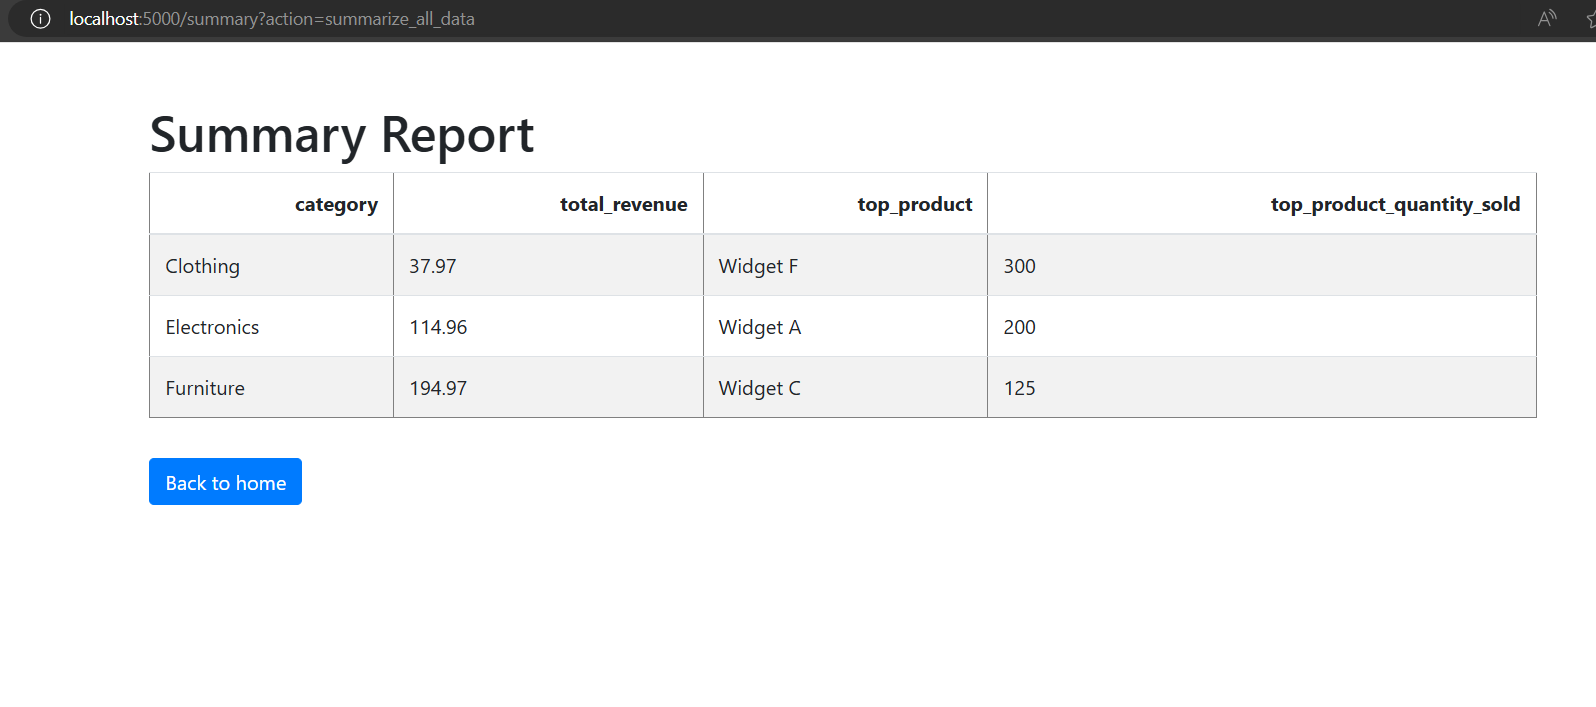 localhost:5000/summary?action=summarize_all_data
Summary Report
category total_revenue top_product top_product_quantity_sold
Clothing 37.97 Widget F 300
Electronics 114.96 Widget A 200
Furniture 194.97 Widget C 125
Back to home